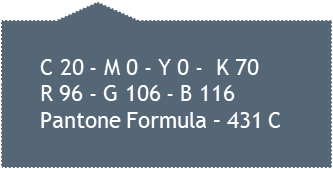 C 20 - M 0 - Y 0 - K 70
R 96 - G 106 - B 116
Pantone Formula - 431 C